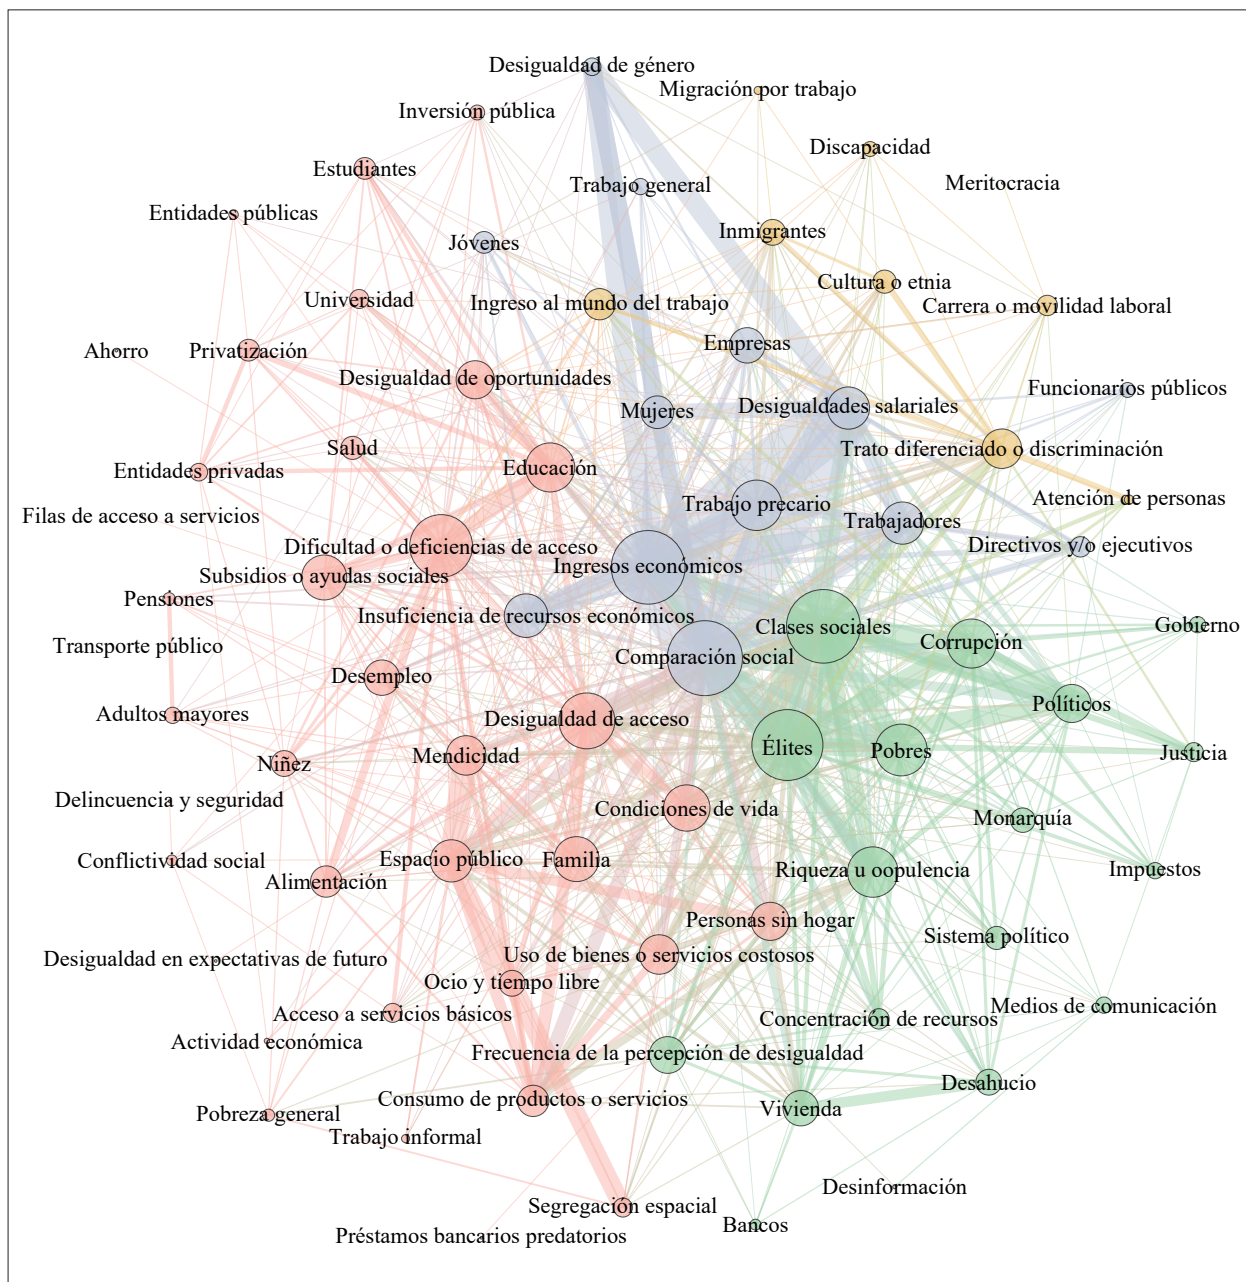 Desigualdad de género
Migración por trabajo
Inversión pública
Discapacidad
Estudiantes
Trabajo general
Meritocracia
Entidades públicas
Inmigrantes
Jóvenes
Cultura o etnia
Universidad
Ingreso al mundo del trabajo
Carrera o movilidad laboral
Empresas
Ahorro
Privatización
Desigualdad de oportunidades
Funcionarios públicos
Mujeres
Desigualdades salariales
Salud
Trato diferenciado o discriminación
Entidades privadas
Educación
Atención de personas
Trabajo precario
Filas de acceso a servicios
Trabajadores
Dificultad o deficiencias de acceso
Directivos y/o ejecutivos
Ingresos económicos
Subsidios o ayudas sociales
Pensiones
Insuficiencia de recursos económicos
Clases sociales
Gobierno
Corrupción
Transporte público
Comparación social
Desempleo
Políticos
Adultos mayores
Desigualdad de acceso
Élites
Pobres
Justicia
Mendicidad
Niñez
Delincuencia y seguridad
Condiciones de vida
Monarquía
Conflictividad social
Espacio público
Familia
Riqueza u oopulencia
Impuestos
Alimentación
Personas sin hogar
Sistema político
Desigualdad en expectativas de futuro
Uso de bienes o servicios costosos
Ocio y tiempo libre
Medios de comunicación
Acceso a servicios básicos
Concentración de recursos
Actividad económica
Frecuencia de la percepción de desigualdad
Desahucio
Consumo de productos o servicios
Vivienda
Pobreza general
Trabajo informal
Desinformación
Segregación espacial
Bancos
Préstamos bancarios predatorios